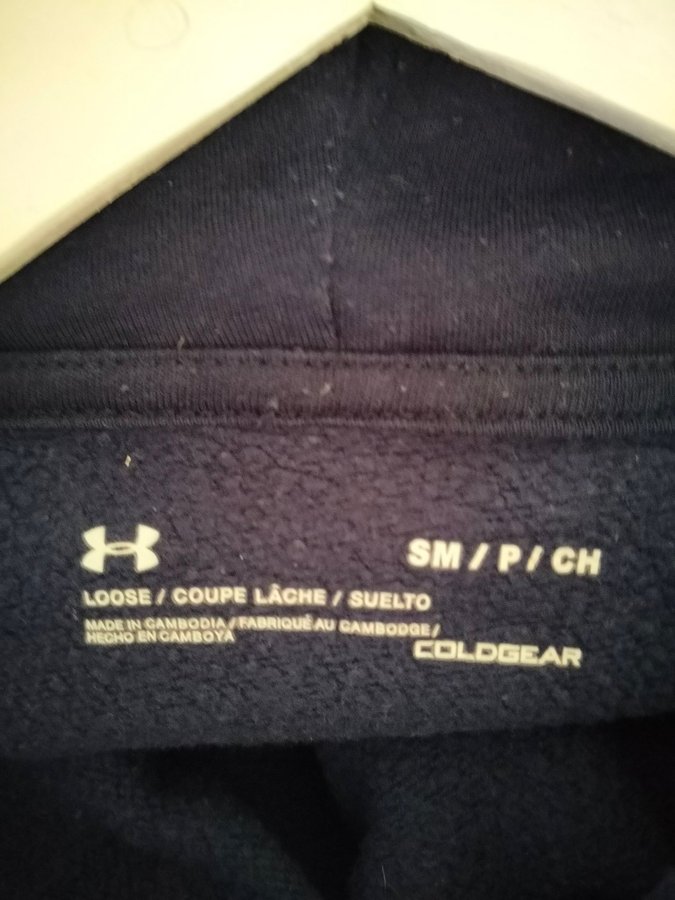 SM / P / CH
LOOSE / COUPE LÂCHE / SUELTO
MADE IN CAMBODIA / FABRIQUÉ AU CAMBODGE /
HECHO EN CAMBOYA
COLDGEAR